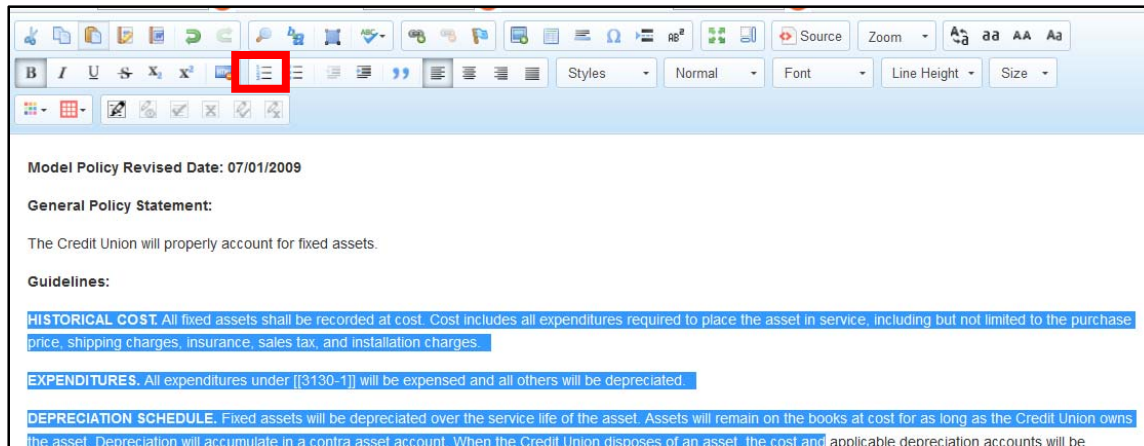 ABC
Source
Zoom
aa AA Aa
B I U S X₂ X²
Styles
Normal
Font
Line Height
Size
Model Policy Revised Date: 07/01/2009
General Policy Statement:
The Credit Union will properly account for fixed assets.
Guidelines:
HISTORICAL COST. All fixed assets shall be recorded at cost. Cost includes all expenditures required to place the asset in service, including but not limited to the purchase
price, shipping charges, insurance, sales tax, and installation charges.
EXPENDITURES. All expenditures under [[3130-1]] will be expensed and all others will be depreciated.
DEPRECIATION SCHEDULE. Fixed assets will be depreciated over the service life of the asset. Assets will remain on the books at cost for as long as the Credit Union owns
the asset. Depreciation will accumulate in a contra asset account. When the Credit Union disposes of an asset, the cost and applicable depreciation accounts will be